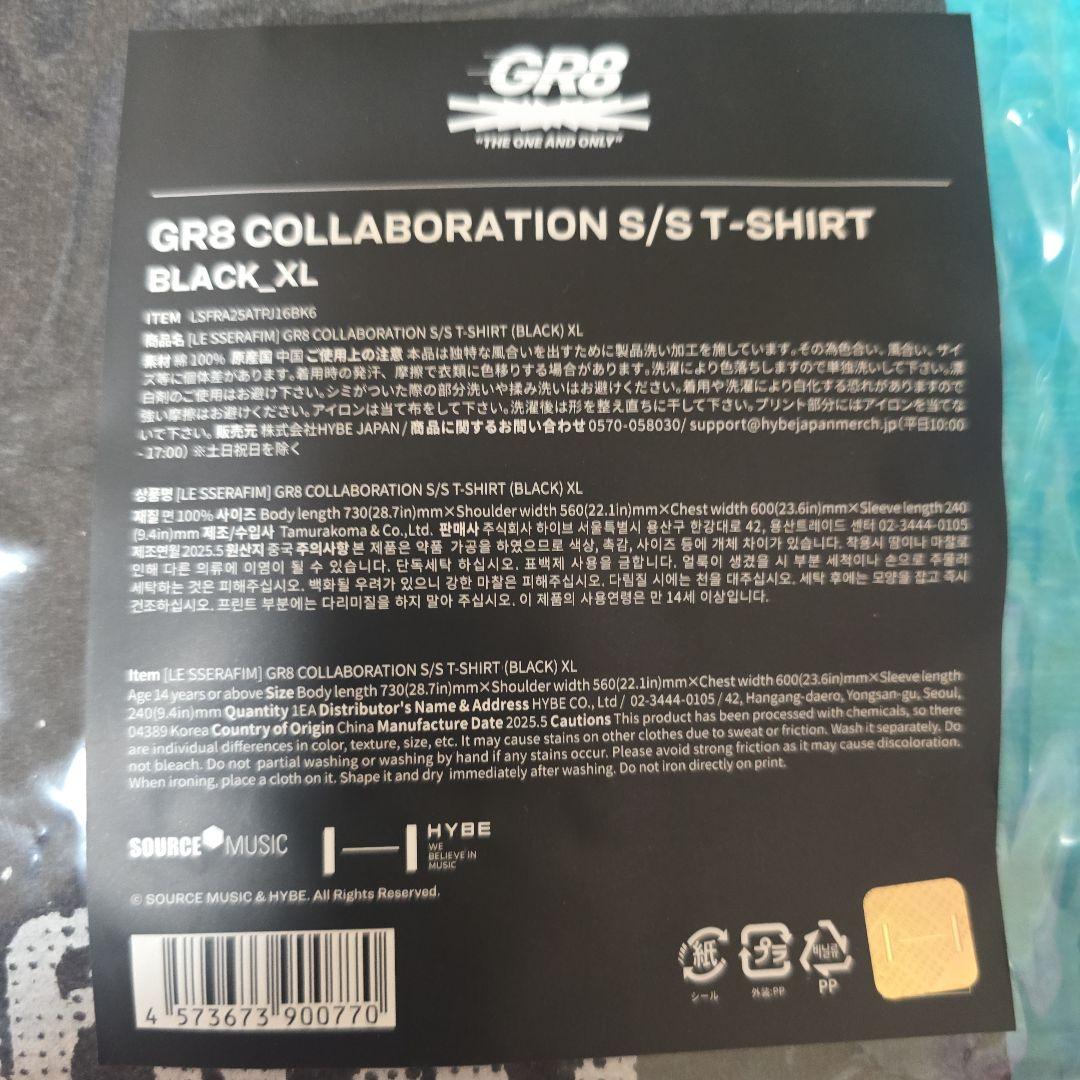 GR8
"THE ONE AND ONLY"
GR8 COLLABORATION S/S T-SHIRT
BLACK_XL
ITEM LSFRA25ATPJ16BK6
商品名 [LE SSERAFIM] GR8 COLLABORATION S/S T-SHIRT (BLACK) XL
素材 綿100% 原産国 中国 ご使用上の注意 本品は独特な風合いを出すために製品洗い加工を施しています。その為色合い。風合い、サイ
ズ等に個体差があります。着用時の発汗、摩擦で衣類に色移りする場合があります。洗濯により色落ちしますので単独洗いして下さい。漂
白剤のご使用はお避け下さい。シミがついた際の部分洗いや揉み洗いはお避けください。着用や洗濯により白化する恐れがありますので
強い摩擦はお避けください。アイロンは当て布をして下さい。洗濯後は形を整え直ちに干して下さい。プリント部分にはアイロンを当てな
いで下さい。販売元 株式会社HYBE JAPAN / 商品に関するお問い合わせ 0570-058030/ support@hybejapanmerch.jp(平日10:00
- 17:00) ※土日祝日を除く
상품명 [LE SSERAFIM] GR8 COLLABORATION S/S T-SHIRT (BLACK) XL
재질 면 100% 사이즈 Body length 730(28.7in)mm×Shoulder width 560(22.1in)mm×Chest width 600(23.6in)mm×Sleeve length 240
(9.4in)mm 제조/수입사 Tamurakoma & Co., Ltd. 판매사 주식회사 하이브 서울특별시 용산구 한강대로 42, 용산트레이드 센터 02-3444-0105
제조연월 2025.5 원산지 중국 주의사항 본 제품은 약품 가공을 하였으므로 색상, 촉감, 사이즈 등에 개체 차이가 있습니다. 착용시 땀이나 마찰로
인해 다른 의류에 이염이 될 수 있습니다. 단독세탁 하십시오. 표백제 사용을 금합니다. 얼룩이 생겼을 시 부분 세척이나 손으로 주물러
세탁하는 것은 피해주십시오. 백화될 우려가 있으니 강한 마찰은 피해주십시오. 다림질 시에는 천을 대주십시오. 세탁 후에는 모양을 잡고 즉시
건조하십시오. 프린트 부분에는 다리미질을 하지 말아 주십시오. 이 제품의 사용연령은 만 14세 이상입니다.
Item [LE SSERAFIM] GR8 COLLABORATION S/S T-SHIRT (BLACK) XL
Age 14 years or above Size Body length 730(28.7in)mm×Shoulder width 560(22.1in)mm×Chest width 600(23.6in)mm×Sleeve length
240(9.4in)mm Quantity 1EA Distributor's Name & Address HYBE CO., Ltd / 02-3444-0105 / 42, Hangang-daero, Yongsan-gu, Seoul,
04389 Korea Country of Origin China Manufacture Date 2025.5 Cautions This product has been processed with chemicals, so there
are individual differences in color, texture, size, etc. It may cause stains on other clothes due to sweat or friction. Wash it separately. Do
not bleach. Do not partial washing or washing by hand if any stains occur. Please avoid strong friction as it may cause discoloration.
When ironing, place a cloth on it. Shape it and dry immediately after washing. Do not iron directly on print.
SOURCE MUSIC
HYBE
WE
BELIEVE IN
MUSIC
© SOURCE MUSIC & HYBE. All Rights Reserved.
4 573673 900770
紙
シール
プラ
外装:PP
비닐류
PP